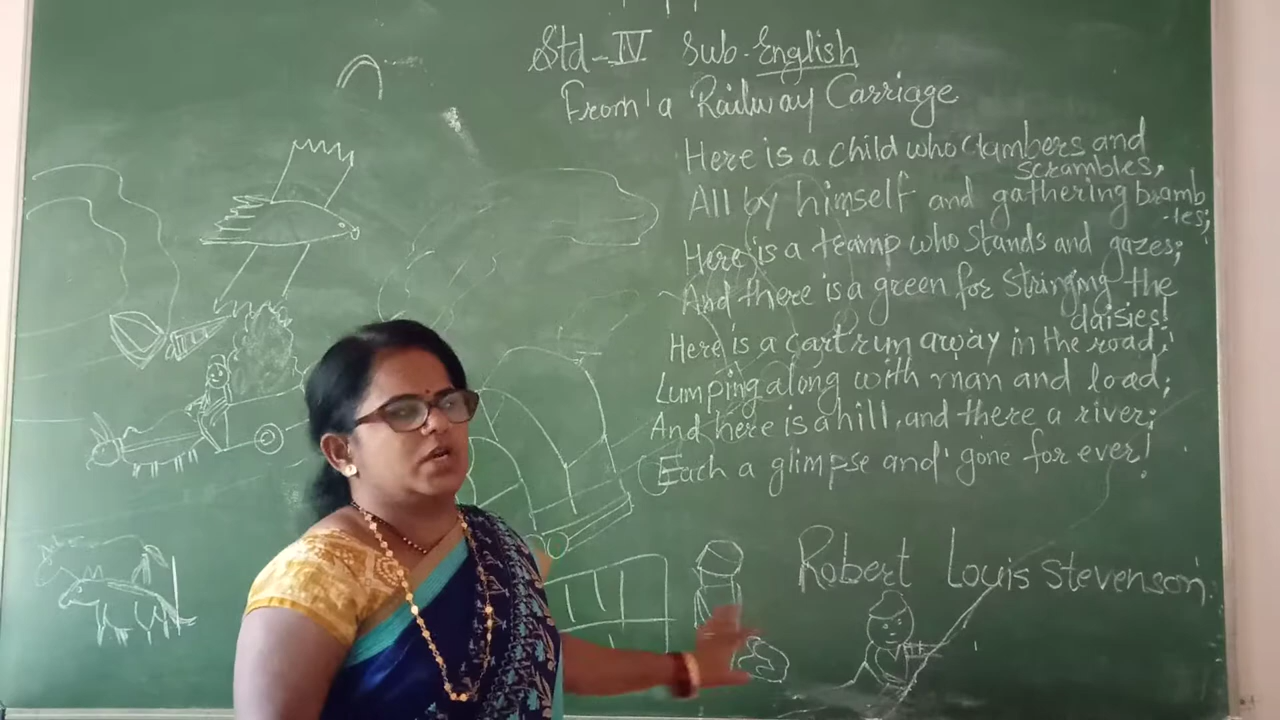 Std-IV Sub-English
From a Railway Carriage
Here is a child who clambers and
scrambles,
All by himself and gathering bramb
-les;
Here is a tramp who stands and gazes;
And there is a green for stringing the
daisies!
Here is a cart run away in the road;
Lumping along with man and load;
And here is a hill, and there a river;
Each a glimpse and gone for ever!
Robert Louis Stevenson